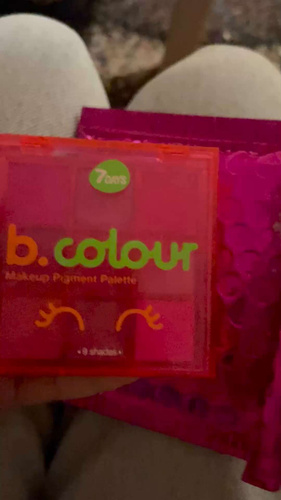 7DAYS
b.colour
Makeup Pigment Palette
• 9 shades •